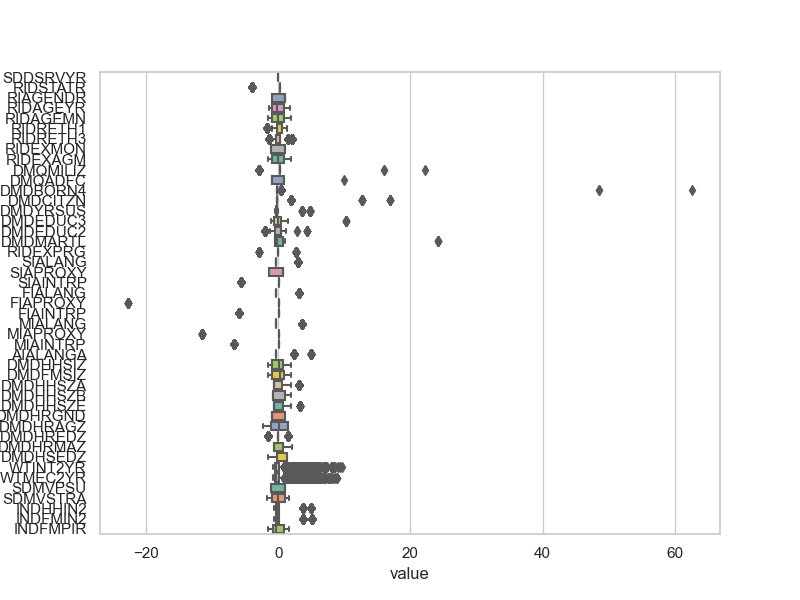 SDDSRVYR
RIDSTATR
RIAGENDR
RIDAGEYR
RIDAGEMN
RIDRETH1
RIDRETH3
RIDEXMON
RIDEXAGM
DMQMILIZ
DMQADFC
DMDBORN4
DMDCITZN
DMDYRSUS
DMDEDUC3
DMDEDUC2
DMDMARTL
RIDEXPRG
SIALANG
SIAPROXY
SIAINTRP
FIALANG
FIAPROXY
FIAINTRP
MIALANG
MIAPROXY
MIAINTRP
AIALANGA
DMDHHSIZ
DMDFMSIZ
DMDHHSZA
DMDHHSZB
DMDHHSZE
DMDHRGND
DMDHRAGZ
DMDHREDZ
DMDHRMAZ
DMDHSEDZ
WTINT2YR
WTMEC2YR
SDMVPSU
SDMVSTRA
INDHHIN2
INDFMIN2
INDFMPIR
−20 0 20 40 60
value